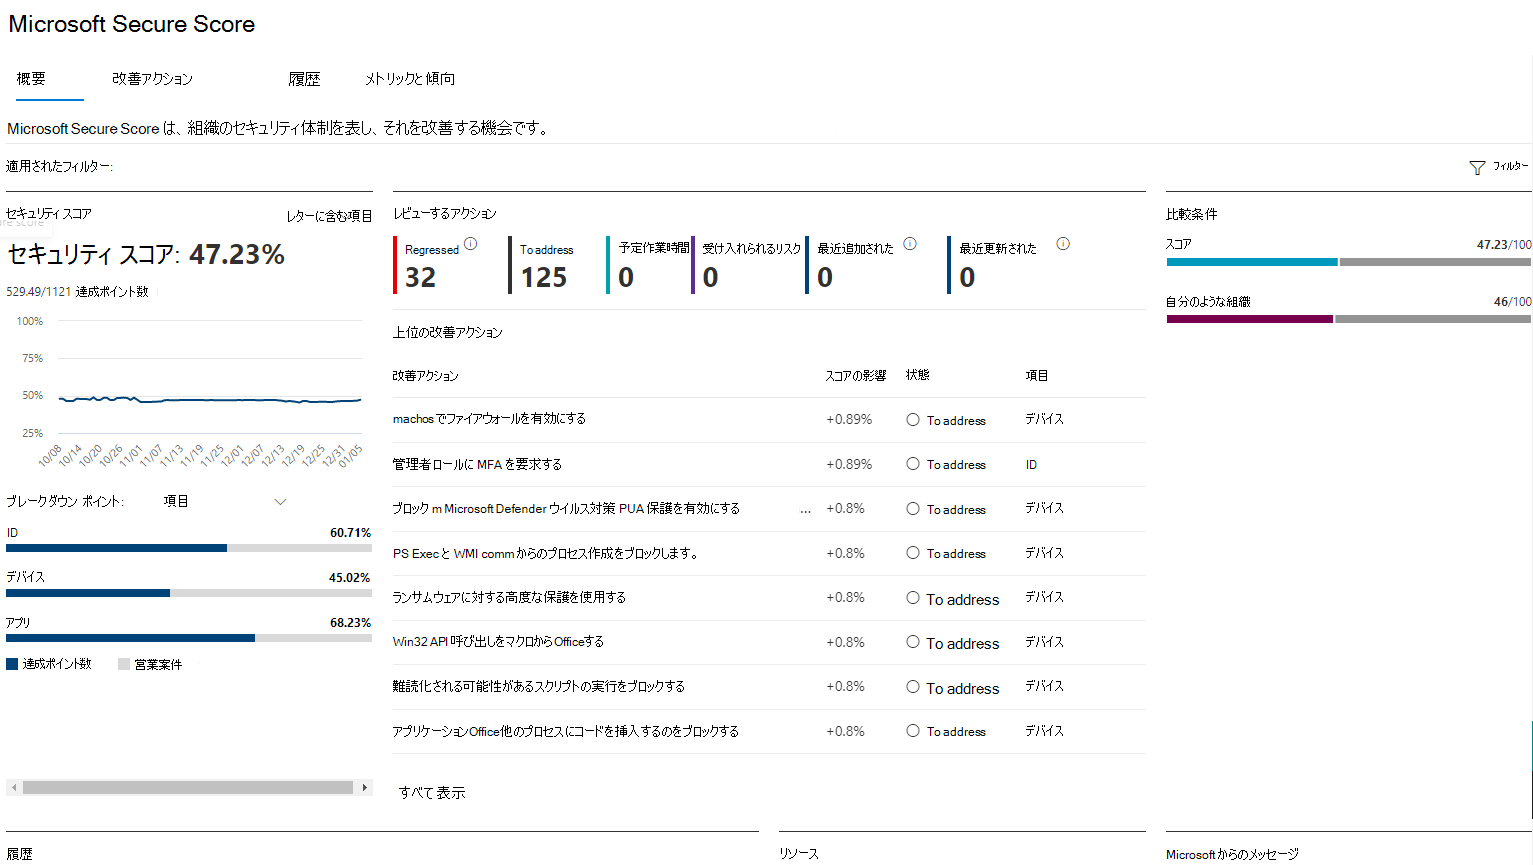 Microsoft Secure Score
概要 改善アクション 履歴 メトリックと傾向
Microsoft Secure Score は、組織のセキュリティ体制を表し、それを改善する機会です。
適用されたフィルター:
フィルター
セキュリティ スコア レターに含む項目
セキュリティ スコア: 47.23%
529.49/1121 達成ポイント数
100%
75%
50%
25%
10/08 10/14 10/20 10/26 11/01 11/07 11/13 11/19 11/25 12/01 12/07 12/13 12/19 12/25 12/31 01/05
ブレークダウン ポイント: 項目
ID 60.71%
デバイス 45.02%
アプリ 68.23%
達成ポイント数 営業案件
レビューするアクション
Regressed To address 予定作業時間 受け入れられるリスク 最近追加された 最近更新された
32 125 0 0 0 0
上位の改善アクション
改善アクション スコアの影響 状態 項目
machos でファイアウォールを有効にする +0.89% To address デバイス
管理者ロールに MFA を要求する +0.89% To address ID
ブロック m Microsoft Defender ウイルス対策 PUA 保護を有効にする ... +0.8% To address デバイス
PS Exec と WMI comm からのプロセス作成をブロックします。 +0.8% To address デバイス
ランサムウェアに対する高度な保護を使用する +0.8% To address デバイス
Win32 API 呼び出しをマクロから Officeする +0.8% To address デバイス
難読化される可能性があるスクリプトの実行をブロックする +0.8% To address デバイス
アプリケーションOffice他のプロセスにコードを挿入するのをブロックする +0.8% To address デバイス
すべて表示
比較条件
スコア 47.23/100
自分のような組織 46/100
履歴
リソース
Microsoft からのメッセージ